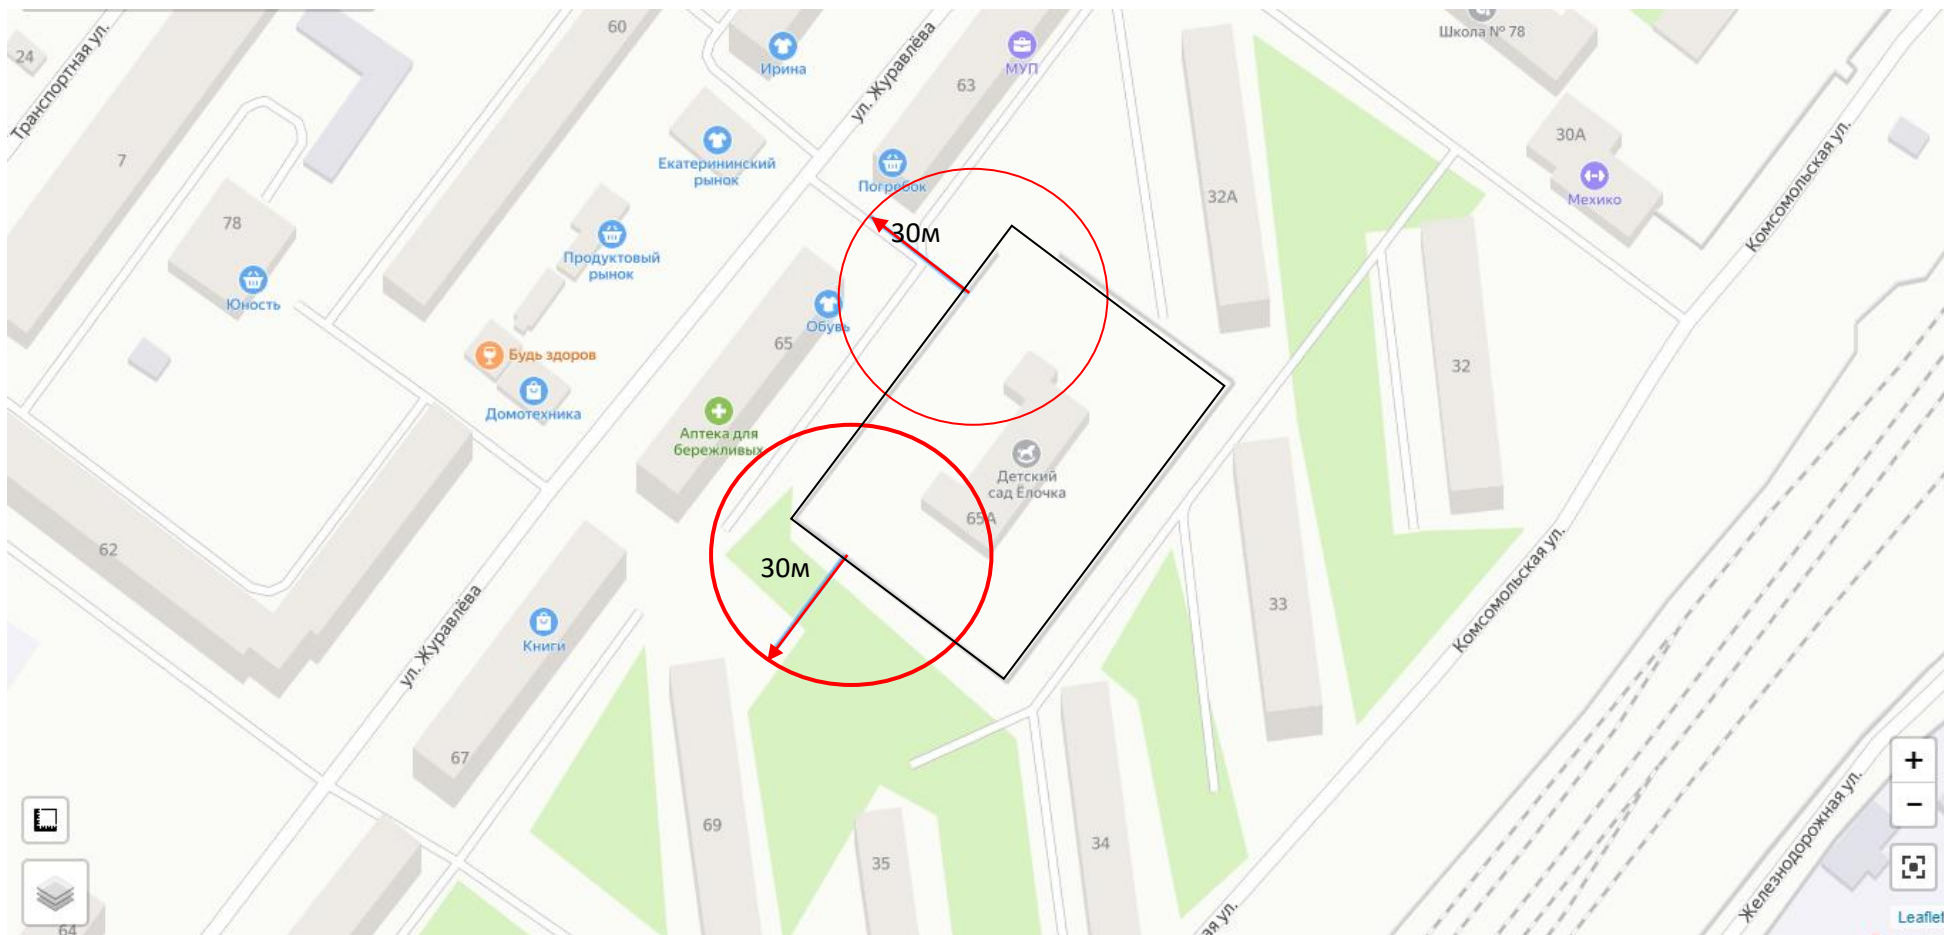 60
24
Транспортная ул.
Ирина
ул. Журавлёва
МУП
63
Школа № 78
7
Екатерининский
рынок
Погребок
30А
Мехико
Комсомольская ул.
32А
78
Юность
Продуктовый
рынок
30м
Обувь
65
Будь здоров
Домотехника
32
Аптека для
бережливых
Детский
сад Ёлочка
65А
62
30м
ул. Журавлёва
Книги
33
Комсомольская ул.
67
69
35
34
Железнодорожная ул.
+
−
64
ая ул.
Leaflet